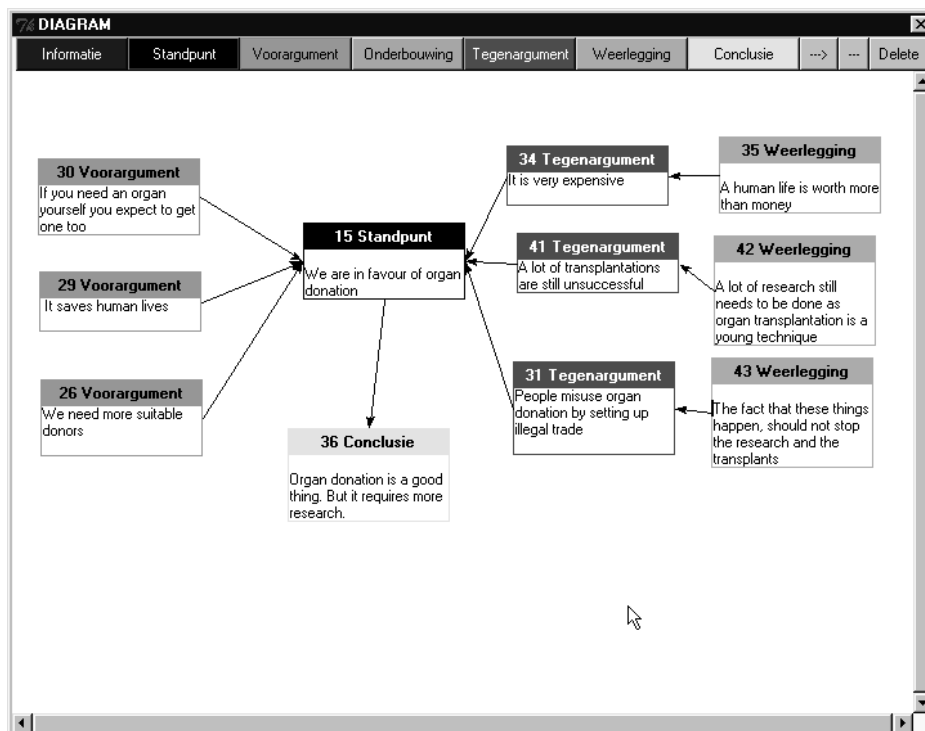 DIAGRAM
Informatie Standpunt Voorargument Onderbouwing Tegenargument Weerlegging Conclusie ---> --- Delete
30 Voorargument
If you need an organ
yourself you expect to get
one too
29 Voorargument
It saves human lives
26 Voorargument
We need more suitable
donors
15 Standpunt
We are in favour of organ
donation
36 Conclusie
Organ donation is a good
thing. But it requires more
research.
34 Tegenargument
It is very expensive
41 Tegenargument
A lot of transplantations
are still unsuccessful
31 Tegenargument
People misuse organ
donation by setting up
illegal trade
35 Weerlegging
A human life is worth more
than money
42 Weerlegging
A lot of research still
needs to be done as
organ transplantation is a
young technique
43 Weerlegging
The fact that these things
happen, should not stop
the research and the
transplants